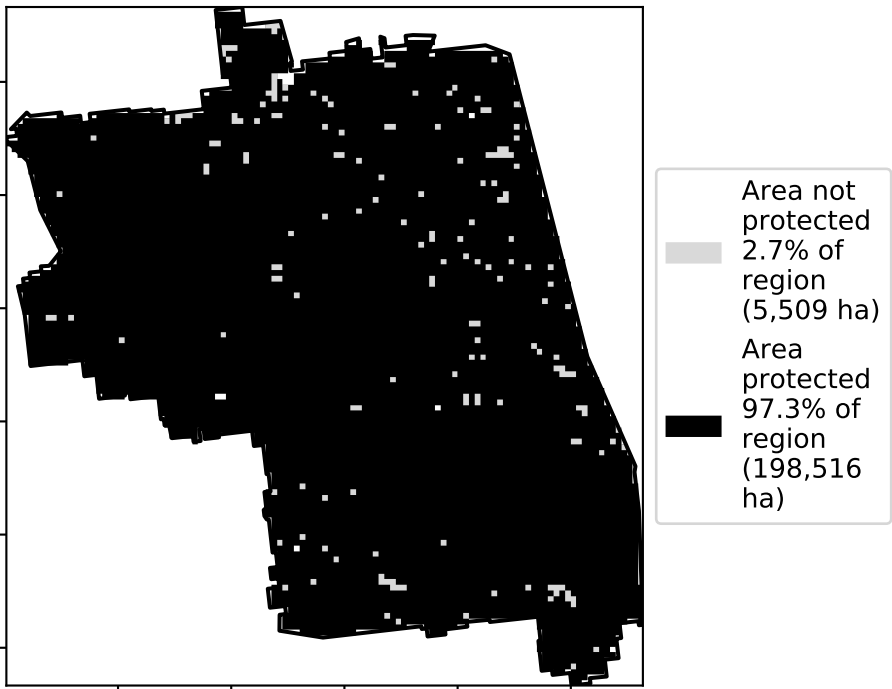 Area not
protected
2.7% of
region
(5,509 ha)
Area
protected
97.3% of
region
(198,516
ha)